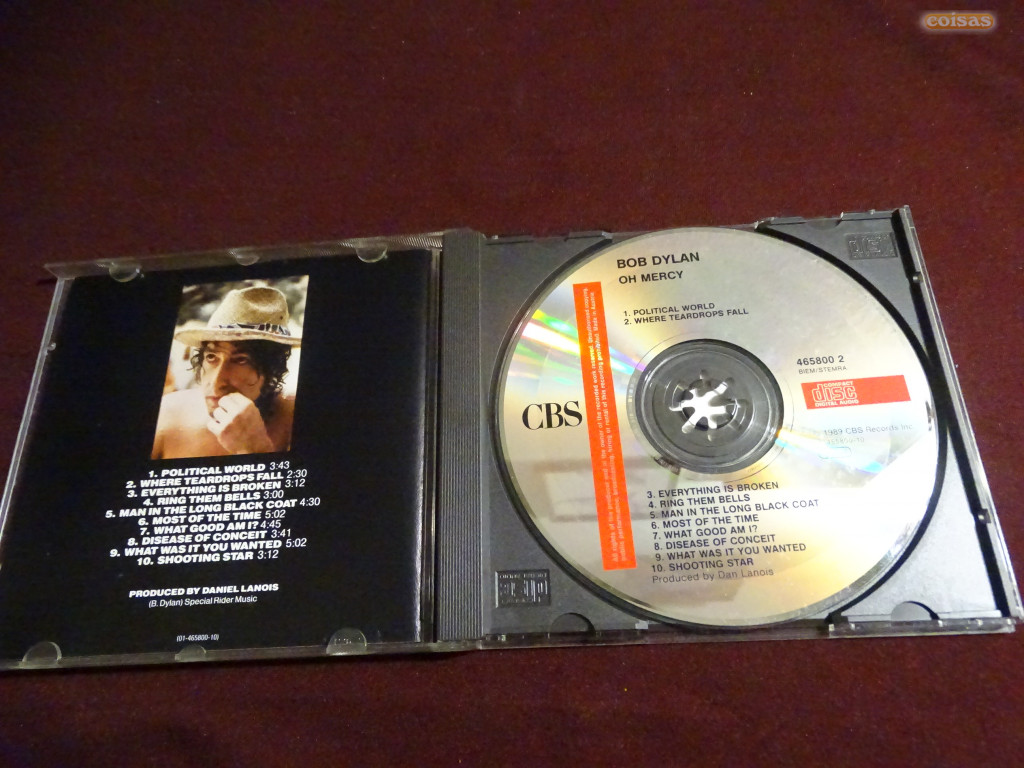 coisas
1. POLITICAL WORLD 3:43
2. WHERE TEARDROPS FALL 2:30
3. EVERYTHING IS BROKEN 3:12
4. RING THEM BELLS 3:00
5. MAN IN THE LONG BLACK COAT 4:30
6. MOST OF THE TIME 5:02
7. WHAT GOOD AM I? 4:45
8. DISEASE OF CONCEIT 3:41
9. WHAT WAS IT YOU WANTED 5:02
10. SHOOTING STAR 3:12
PRODUCED BY DANIEL LANOIS
(B. Dylan) Special Rider Music
(01-465800-10)
BOB DYLAN
OH MERCY
1. POLITICAL WORLD
2. WHERE TEARDROPS FALL
465800 2
BIEM/STEMRA
COMPACT
disc
DIGITAL AUDIO
CBS
1989 CBS Records Inc.
3. EVERYTHING IS BROKEN
4. RING THEM BELLS
5. MAN IN THE LONG BLACK COAT
6. MOST OF THE TIME
7. WHAT GOOD AM I?
8. DISEASE OF CONCEIT
9. WHAT WAS IT YOU WANTED
10. SHOOTING STAR
Produced by Dan Lanois
disc